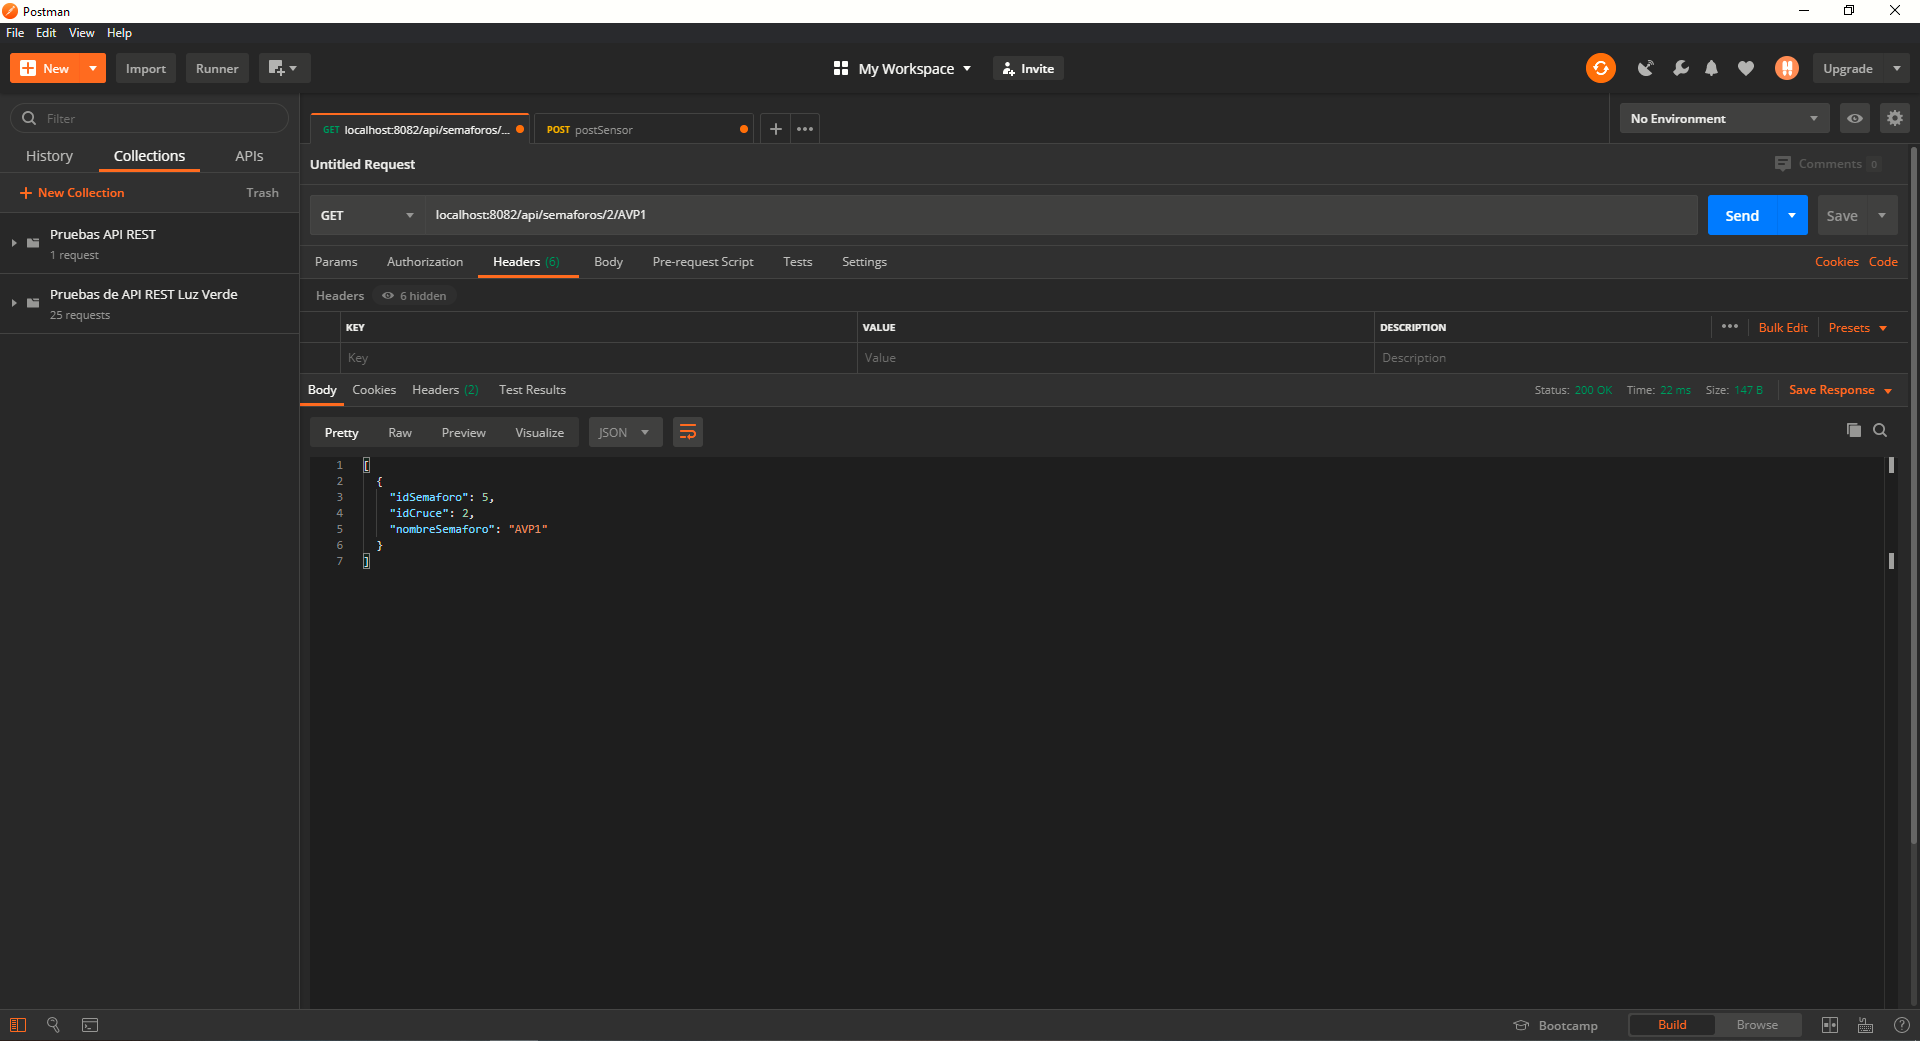 Postman
File Edit View Help
New Import Runner My Workspace Invite Upgrade
Filter
History Collections APIs
New Collection Trash
Pruebas API REST
1 request
Pruebas de API REST Luz Verde
25 requests
GET localhost:8082/api/semaforos/... POST postSensor No Environment
Untitled Request Comments 0
GET localhost:8082/api/semaforos/2/AVP1 Send Save
Params Authorization Headers (6) Body Pre-request Script Tests Settings Cookies Code
Headers 6 hidden
KEY VALUE DESCRIPTION Bulk Edit Presets
Key Value Description
Body Cookies Headers (2) Test Results Status: 200 OK Time: 22 ms Size: 147 B Save Response
Pretty Raw Preview Visualize JSON
1 [
2 {
3 "idSemaforo": 5,
4 "idCruce": 2,
5 "nombreSemaforo": "AVP1"
6 }
7 ]
Bootcamp Build Browse